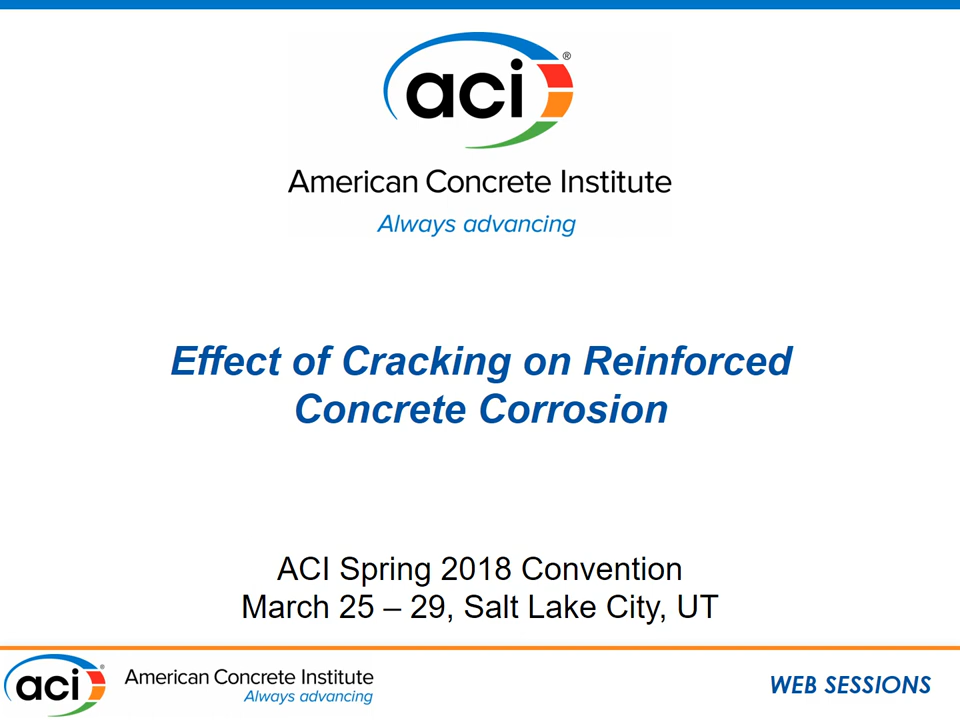 aci®
American Concrete Institute
Always advancing
Effect of Cracking on Reinforced
Concrete Corrosion
ACI Spring 2018 Convention
March 25 – 29, Salt Lake City, UT
aci®
American Concrete Institute
Always advancing
WEB SESSIONS